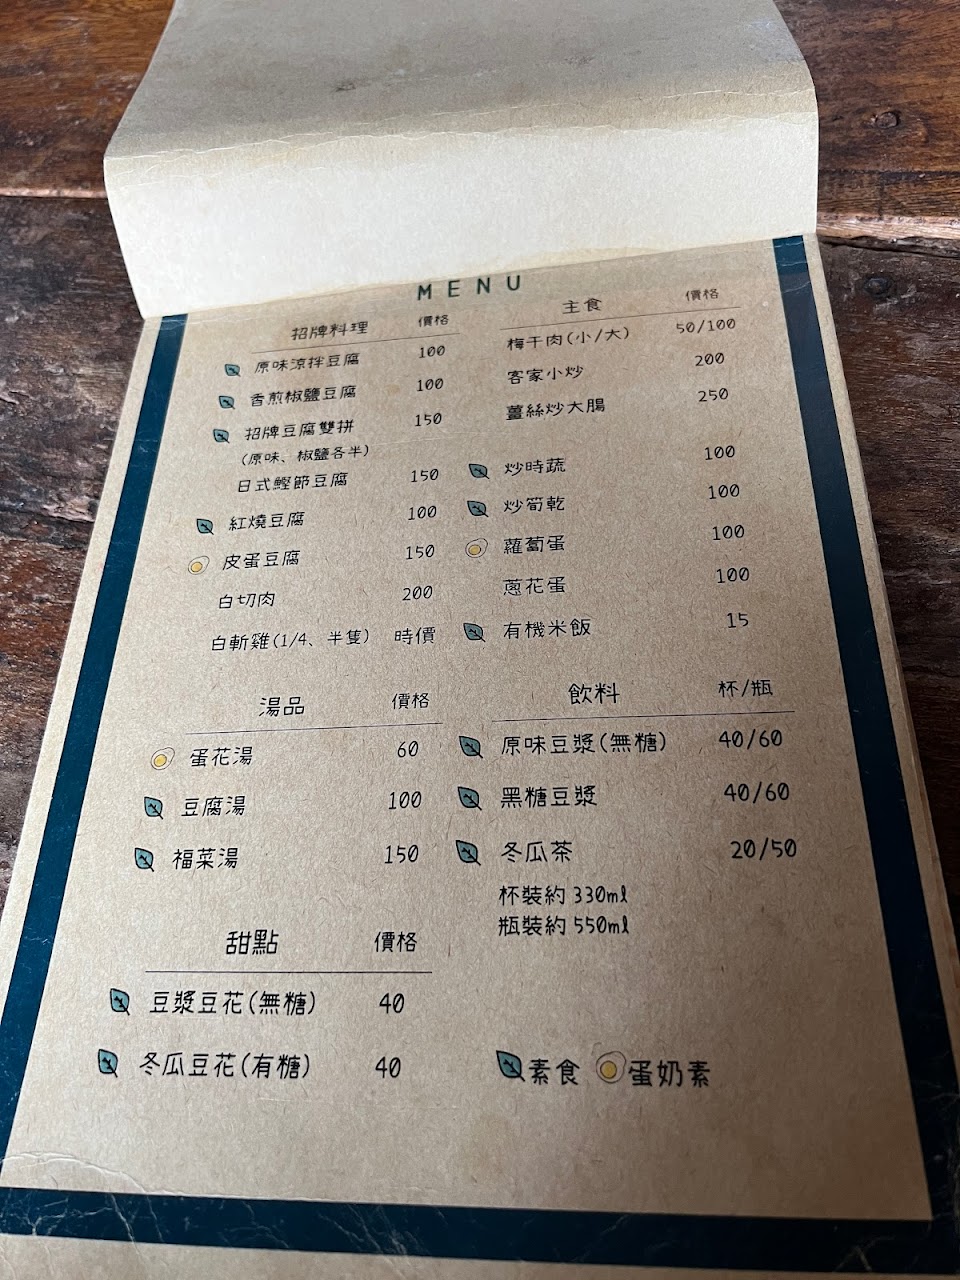 MENU
招牌料理 價格
原味涼拌豆腐 100
香煎椒鹽豆腐 100
招牌豆腐雙拼 150
(原味、椒鹽各半)
日式鰹節豆腐 150
紅燒豆腐 100
皮蛋豆腐 150
白切肉 200
白斬雞(1/4、半隻) 時價
湯品 價格
蛋花湯 60
豆腐湯 100
福菜湯 150
甜點 價格
豆漿豆花(無糖) 40
冬瓜豆花(有糖) 40
主食 價格
梅干肉(小/大) 50/100
客家小炒 200
薑絲炒大腸 250
炒時蔬 100
炒筍乾 100
蘿蔔蛋 100
蔥花蛋 100
有機米飯 15
飲料 杯/瓶
原味豆漿(無糖) 40/60
黑糖豆漿 40/60
冬瓜茶 20/50
杯裝約 330ml
瓶裝約 550ml
素食 蛋奶素